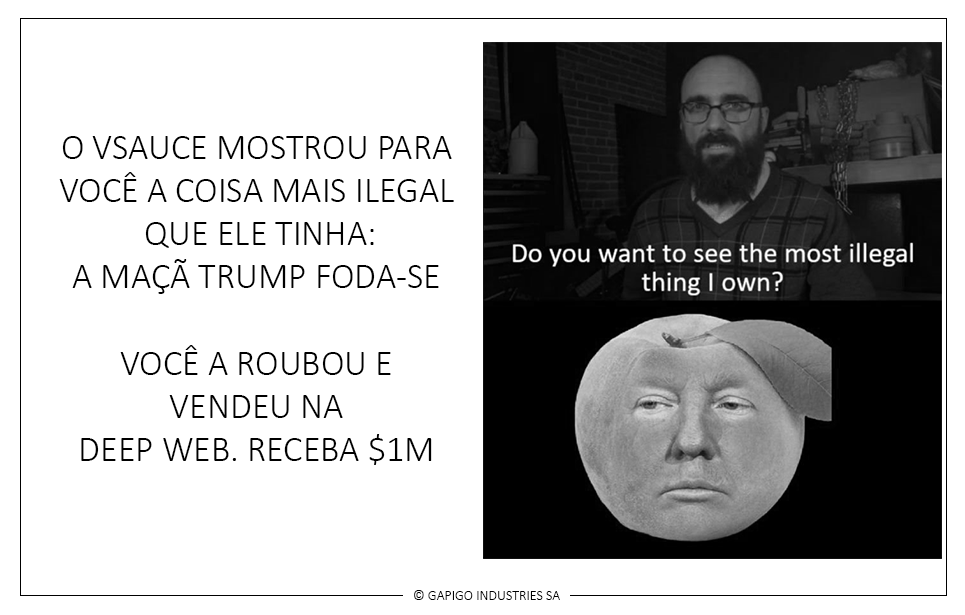 O VSAUCE MOSTROU PARA
VOCÊ A COISA MAIS ILEGAL
QUE ELE TINHA:
A MAÇÃ TRUMP FODA-SE
VOCÊ A ROUBOU E
VENDEU NA
DEEP WEB. RECEBA $1M
Do you want to see the most illegal
thing I own?
© GAPIGO INDUSTRIES SA